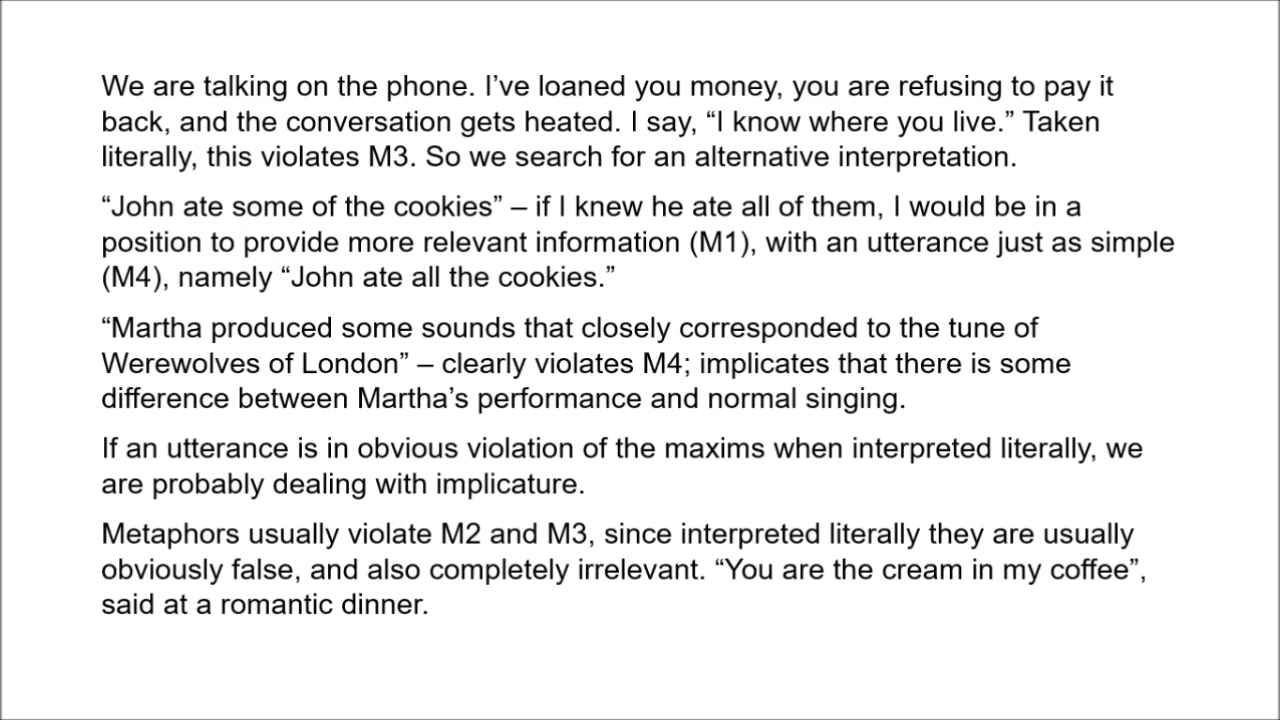 We are talking on the phone. I’ve loaned you money, you are refusing to pay it
back, and the conversation gets heated. I say, “I know where you live.” Taken
literally, this violates M3. So we search for an alternative interpretation.
“John ate some of the cookies” – if I knew he ate all of them, I would be in a
position to provide more relevant information (M1), with an utterance just as simple
(M4), namely “John ate all the cookies.”
“Martha produced some sounds that closely corresponded to the tune of
Werewolves of London” – clearly violates M4; implicates that there is some
difference between Martha’s performance and normal singing.
If an utterance is in obvious violation of the maxims when interpreted literally, we
are probably dealing with implicature.
Metaphors usually violate M2 and M3, since interpreted literally they are usually
obviously false, and also completely irrelevant. “You are the cream in my coffee”,
said at a romantic dinner.